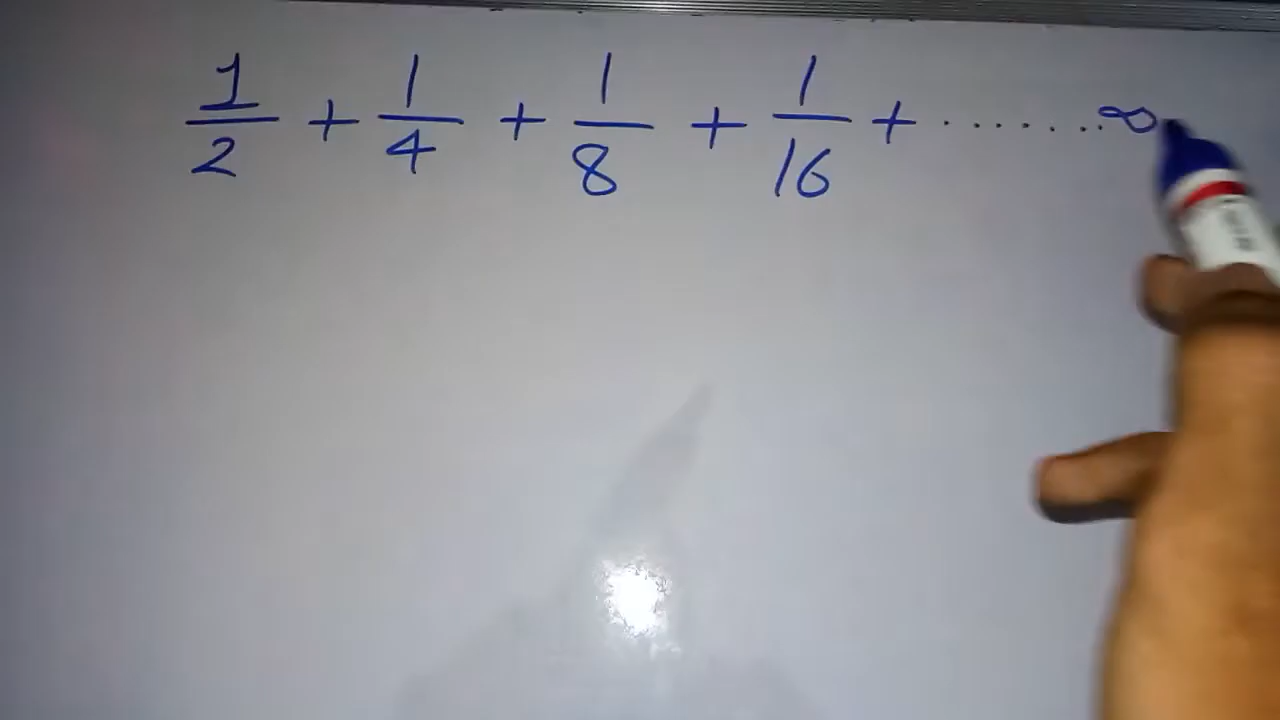 1/2 + 1/4 + 1/8 + 1/16 + ........∞